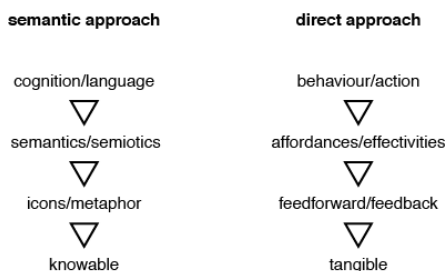 semantic approach
direct approach
cognition/language
behaviour/action
semantics/semiotics
affordances/effectivities
icons/metaphor
feedforward/feedback
knowable
tangible